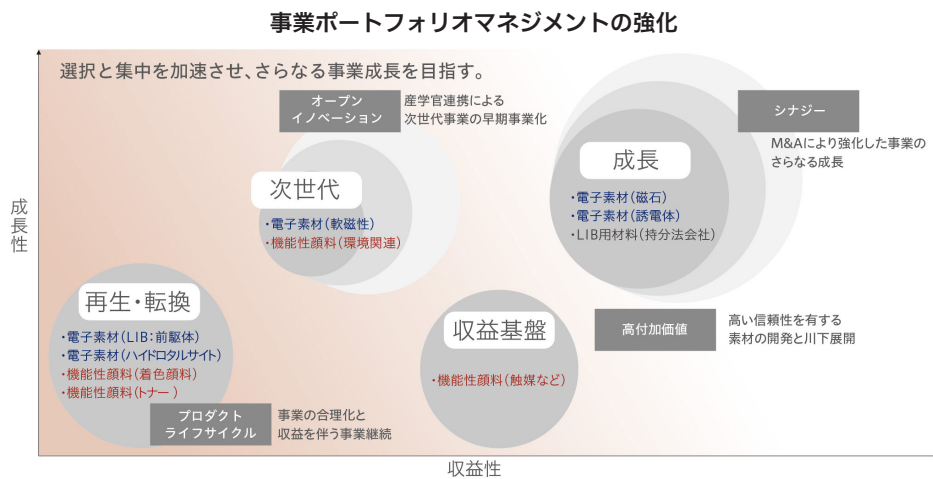 事業ポートフォリオマネジメントの強化
選択と集中を加速させ、さらなる事業成長を目指す。
オープン
イノベーション
産学官連携による
次世代事業の早期事業化
シナジー
M&Aにより強化した事業の
さらなる成長
成長
・電子素材(磁石)
・電子素材(誘電体)
・LIB用材料(持分法会社)
次世代
・電子素材(軟磁性)
・機能性顔料(環境関連)
成長性
再生・転換
・電子素材(LIB:前駆体)
・電子素材(ハイドロタルサイト)
・機能性顔料(着色顔料)
・機能性顔料(トナー)
収益基盤
・機能性顔料(触媒など)
高付加価値
高い信頼性を有する
素材の開発と川下展開
プロダクト
ライフサイクル
事業の合理化と
収益を伴う事業継続
収益性